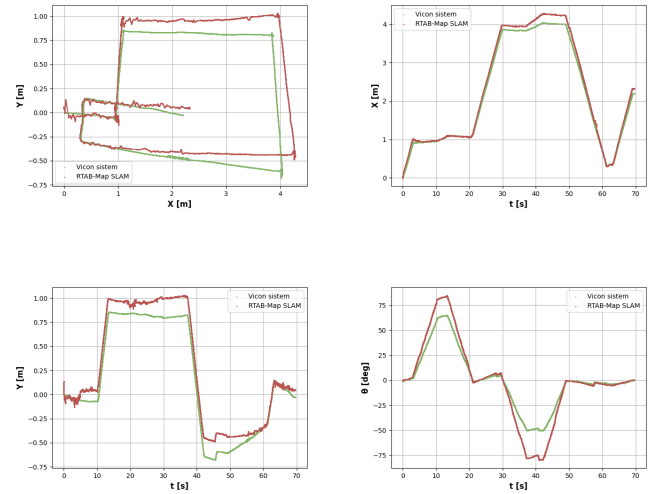 1.00
0.75
0.50
0.25
0.00
−0.25
−0.50
−0.75
Y [m]
Vicon sistem
RTAB-Map SLAM
0 1 2 3 4
X [m]
4
3
2
1
0
X [m]
Vicon sistem
RTAB-Map SLAM
0 10 20 30 40 50 60 70
t [s]
1.00
0.75
0.50
0.25
0.00
−0.25
−0.50
−0.75
Y [m]
Vicon sistem
RTAB-Map SLAM
0 10 20 30 40 50 60 70
t [s]
75
50
25
0
−25
−50
−75
θ [deg]
Vicon sistem
RTAB-Map SLAM
0 10 20 30 40 50 60 70
t [s]